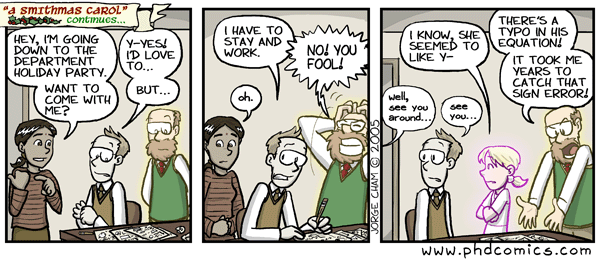 "a SMITHMAS CAROL"
continues...
HEY, I'M GOING
DOWN TO THE
DEPARTMENT
HOLIDAY PARTY.
WANT TO
COME WITH
ME?
Y-YES!
I'D LOVE
TO...
BUT...
I HAVE TO
STAY AND
WORK.
oh.
NO! YOU
FOOL!
JORGE CHAM © 2005
I KNOW, SHE
SEEMED TO
LIKE Y-
THERE'S A
TYPO IN HIS
EQUATION!
IT TOOK ME
YEARS TO
CATCH THAT
SIGN ERROR!
well,
see you
around...
see
you...
www.phdcomics.com